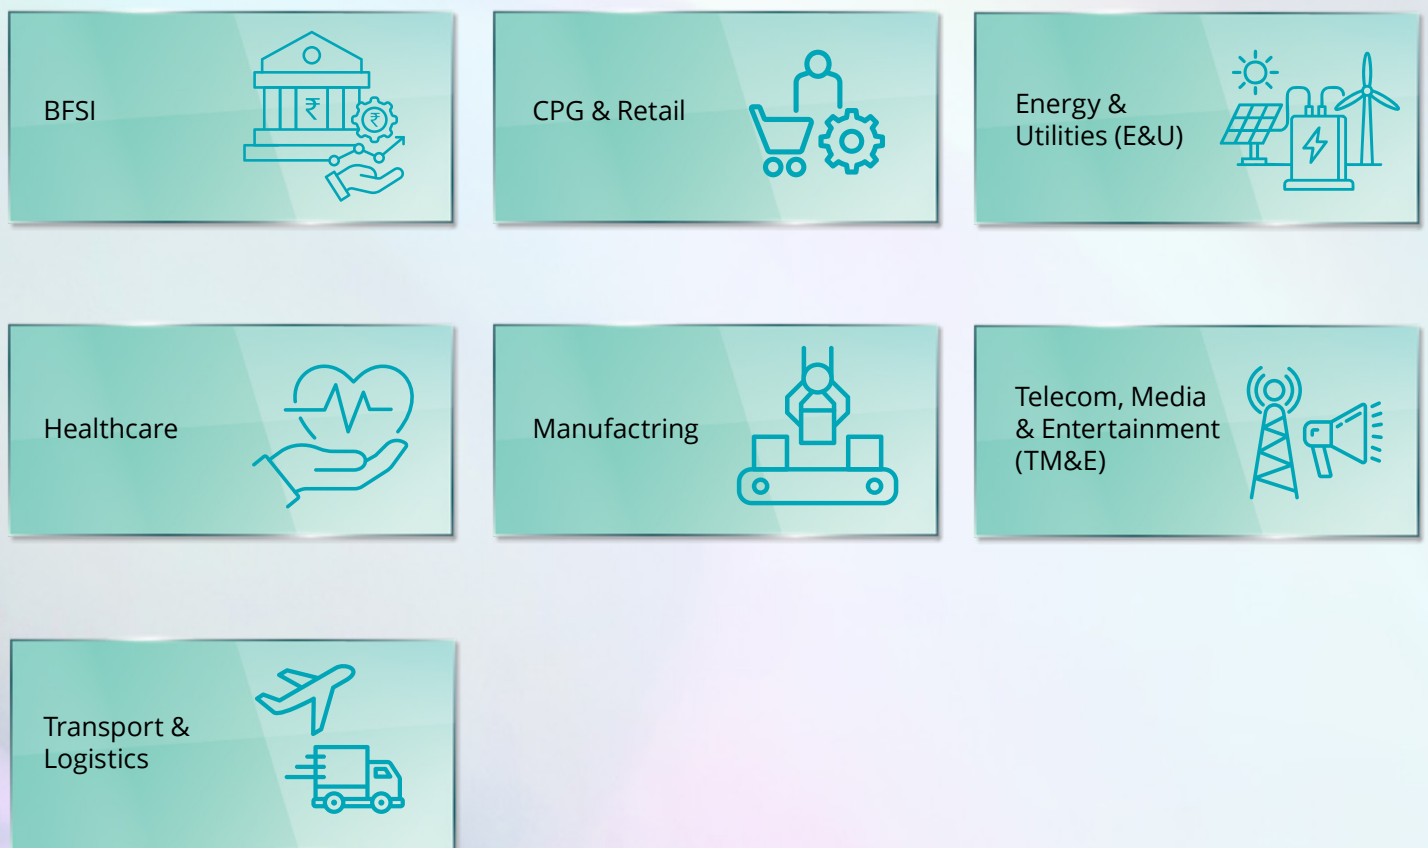 BFSI
₹
₹
CPG & Retail
Energy &
Utilities (E&U)
Healthcare
Manufactring
Telecom, Media
& Entertainment
(TM&E)
Transport &
Logistics